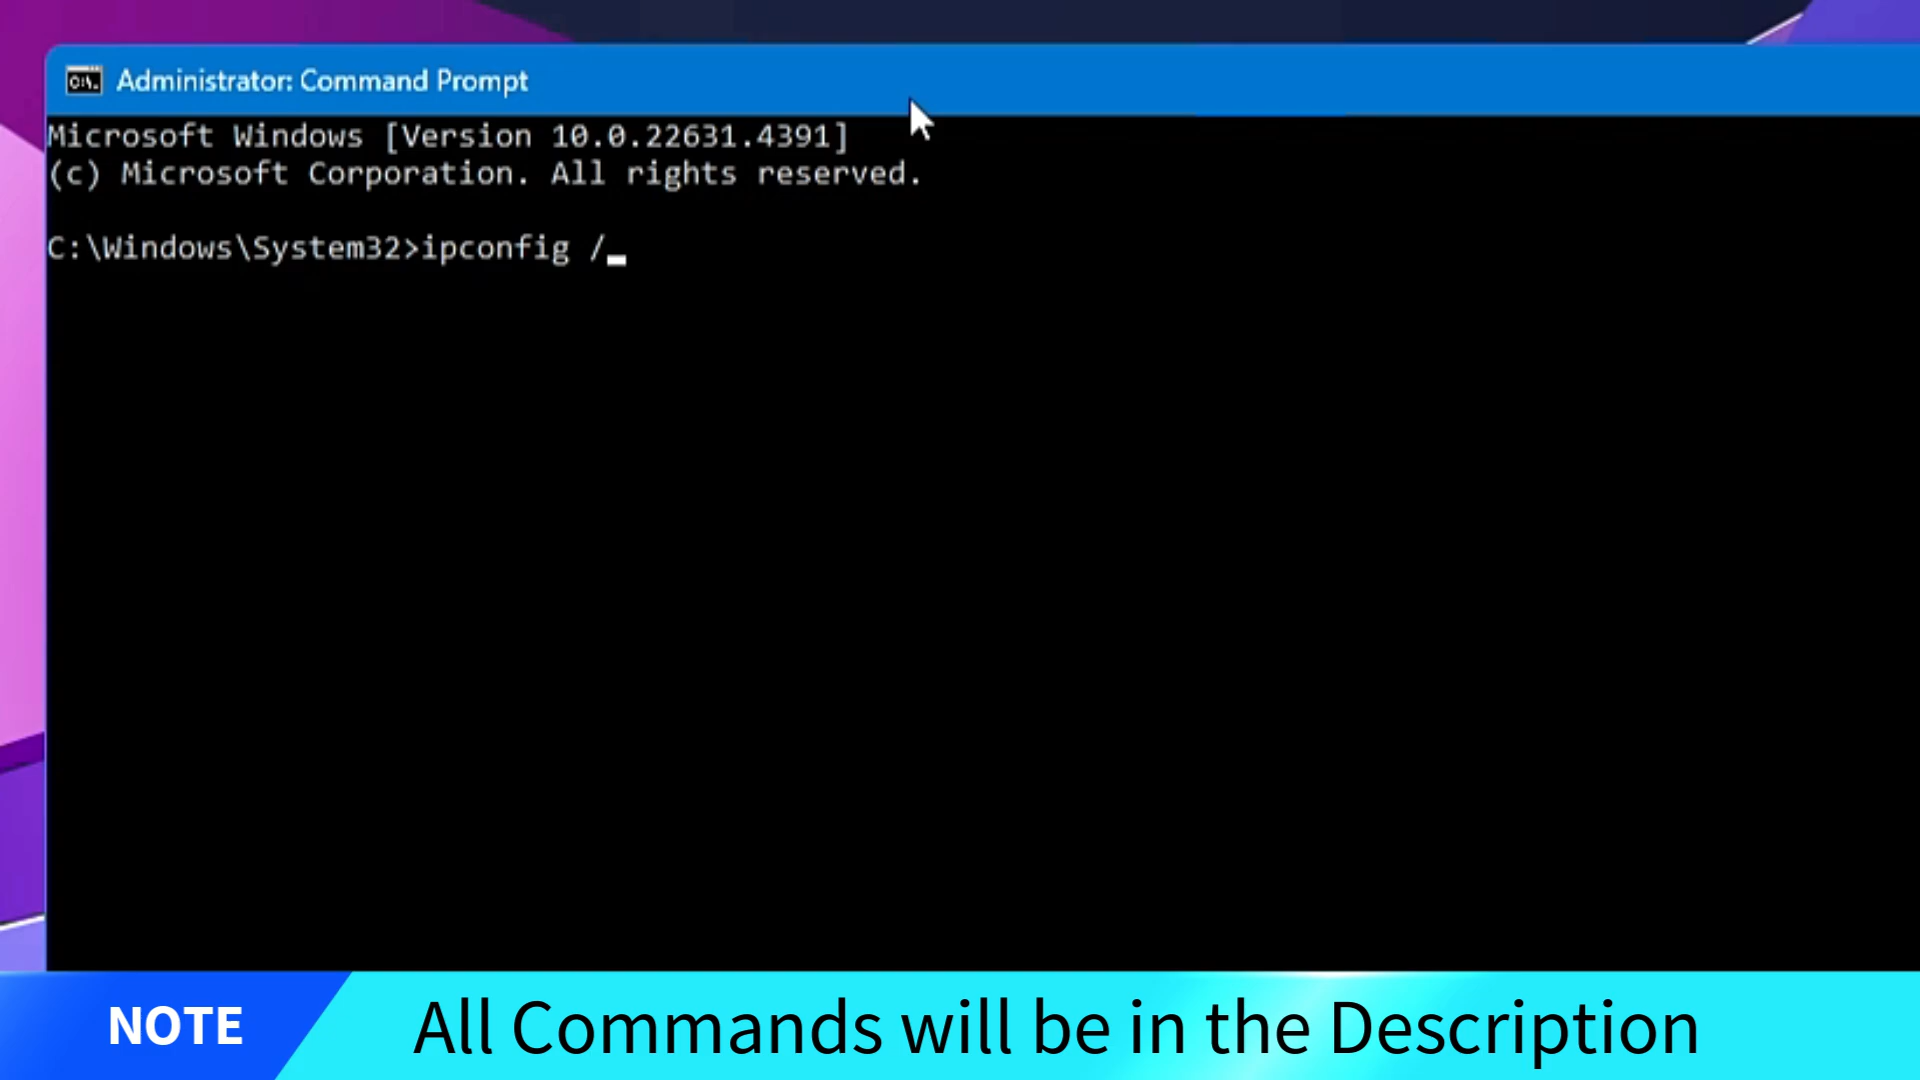 Administrator: Command Prompt
Microsoft Windows [Version 10.0.22631.4391]
(c) Microsoft Corporation. All rights reserved.
C:\Windows\System32>ipconfig /
NOTE
All Commands will be in the Description